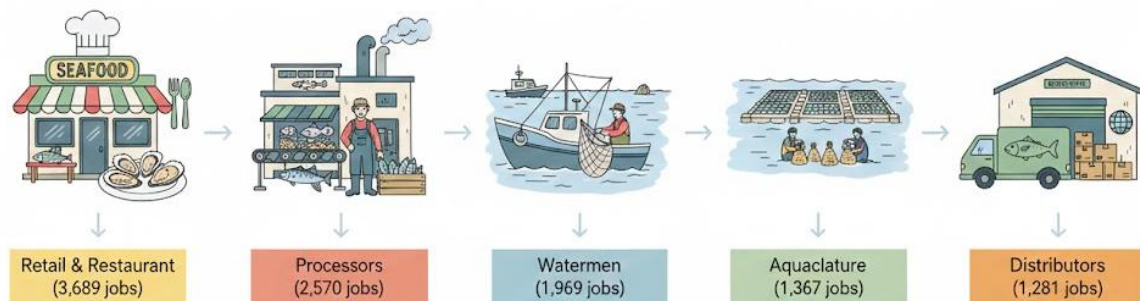 SEAFOOD
Retail & Restaurant
(3,689 jobs)
Processors
(2,570 jobs)
Watermen
(1,969 jobs)
Aquaclature
(1,367 jobs)
Distributors
(1,281 jobs)